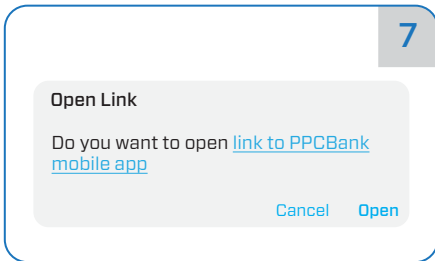 7
Open Link
Do you want to open link to PPCBank
mobile app
Cancel Open